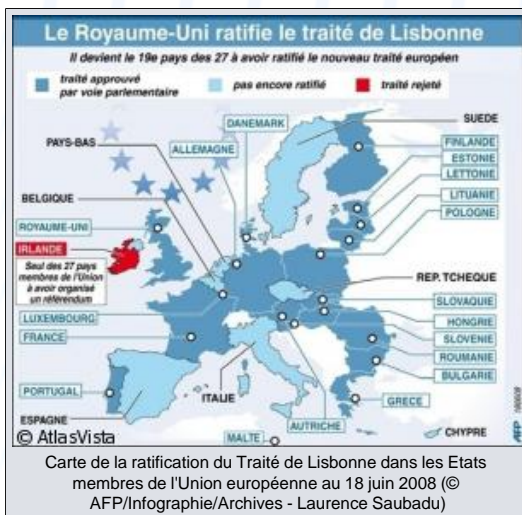 Le Royaume-Uni ratifie le traité de Lisbonne
Il devient le 19e pays des 27 à avoir ratifié le nouveau traité européen
traité approuvé
par voie parlementaire
pas encore ratifié
traité rejeté
SUEDE
DANEMARK
PAYS-BAS
ALLEMAGNE
FINLANDE
ESTONIE
LETTONIE
LITUANIE
POLOGNE
BELGIQUE
ROYAUME-UNI
IRLANDE
Seul des 27 pays
membres de l'Union
à avoir organisé
un référendum
REP. TCHEQUE
SLOVAQUIE
HONGRIE
SLOVENIE
ROUMANIE
BULGARIE
LUXEMBOURG
FRANCE
PORTUGAL
ITALIE
ESPAGNE
AUTRICHE
GRECE
MALTE
CHYPRE
© AtlasVista
AFP
Carte de la ratification du Traité de Lisbonne dans les Etats
membres de l'Union européenne au 18 juin 2008 (©
AFP/Infographie/Archives - Laurence Saubadu)